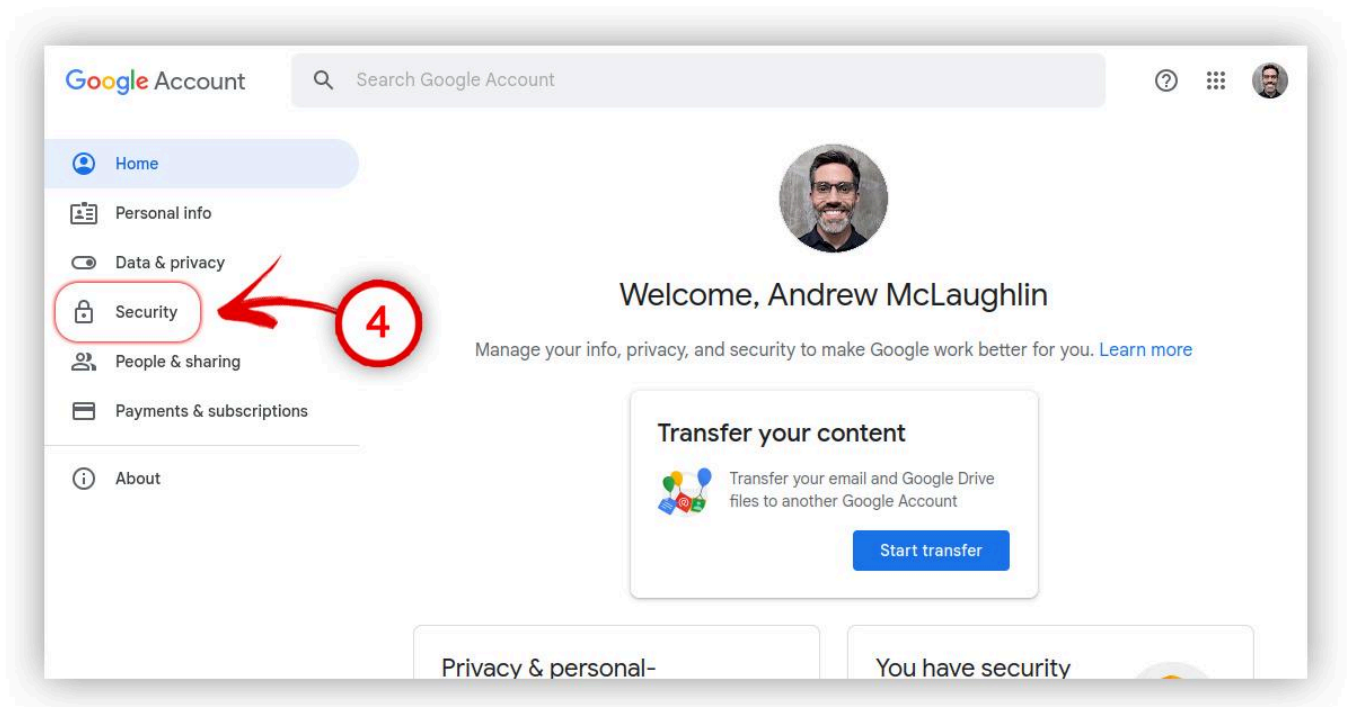 Google Account
Search Google Account
Home
Personal info
Data & privacy
Security
4
People & sharing
Payments & subscriptions
About
Welcome, Andrew McLaughlin
Manage your info, privacy, and security to make Google work better for you. Learn more
Transfer your content
Transfer your email and Google Drive
files to another Google Account
Start transfer
Privacy & personal-
You have security